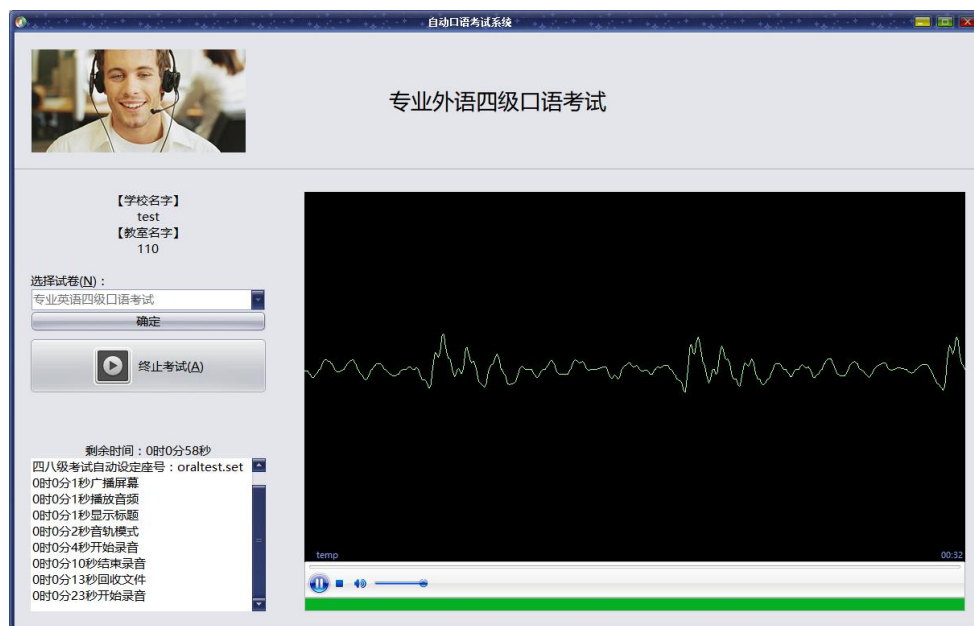 自动口语考试系统
专业外语四级口语考试
【学校名字】
test
【教室名字】
110
选择试卷(N)：
专业英语四级口语考试
确定
终止考试(A)
剩余时间：0时0分58秒
四八级考试自动设定座号：oraltest.set
0时0分1秒广播屏幕
0时0分1秒播放音频
0时0分1秒显示标题
0时0分2秒音轨模式
0时0分4秒开始录音
0时0分10秒结束录音
0时0分13秒回收文件
0时0分23秒开始录音
temp
00:32